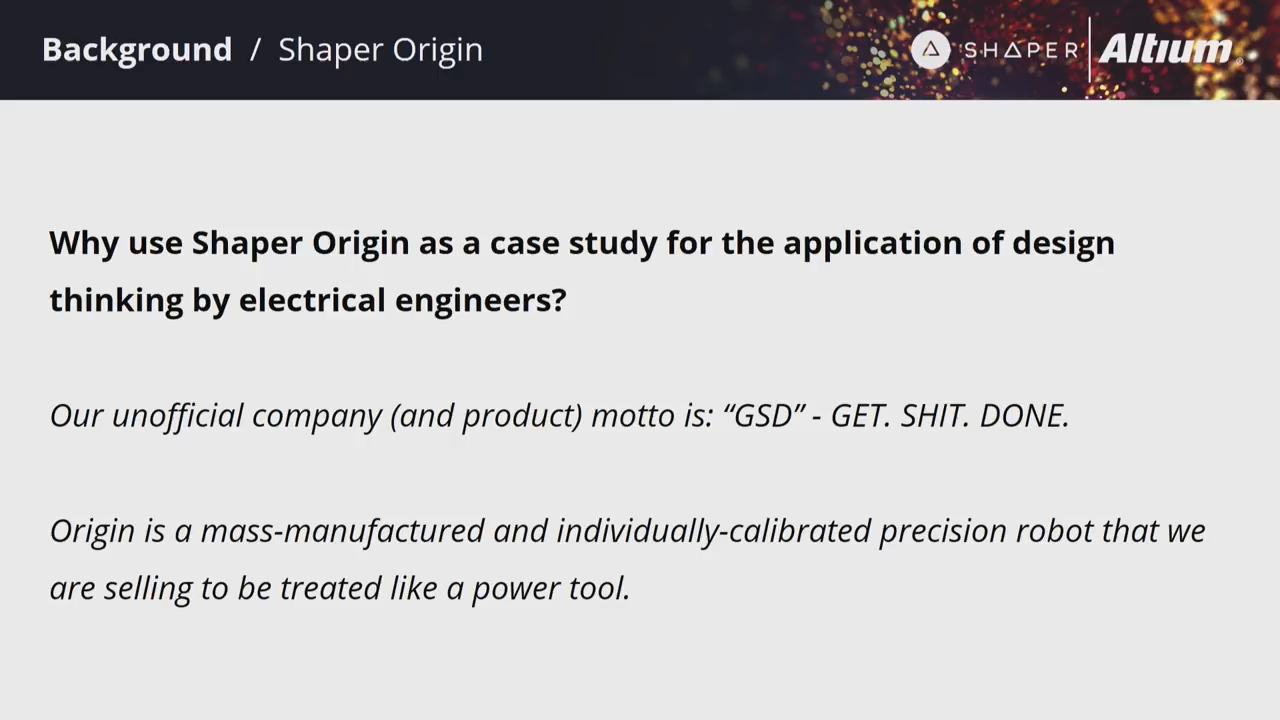 Background / Shaper Origin
SHAPER
Altium®
Why use Shaper Origin as a case study for the application of design
thinking by electrical engineers?
Our unofficial company (and product) motto is: “GSD” - GET. SHIT. DONE.
Origin is a mass-manufactured and individually-calibrated precision robot that we
are selling to be treated like a power tool.